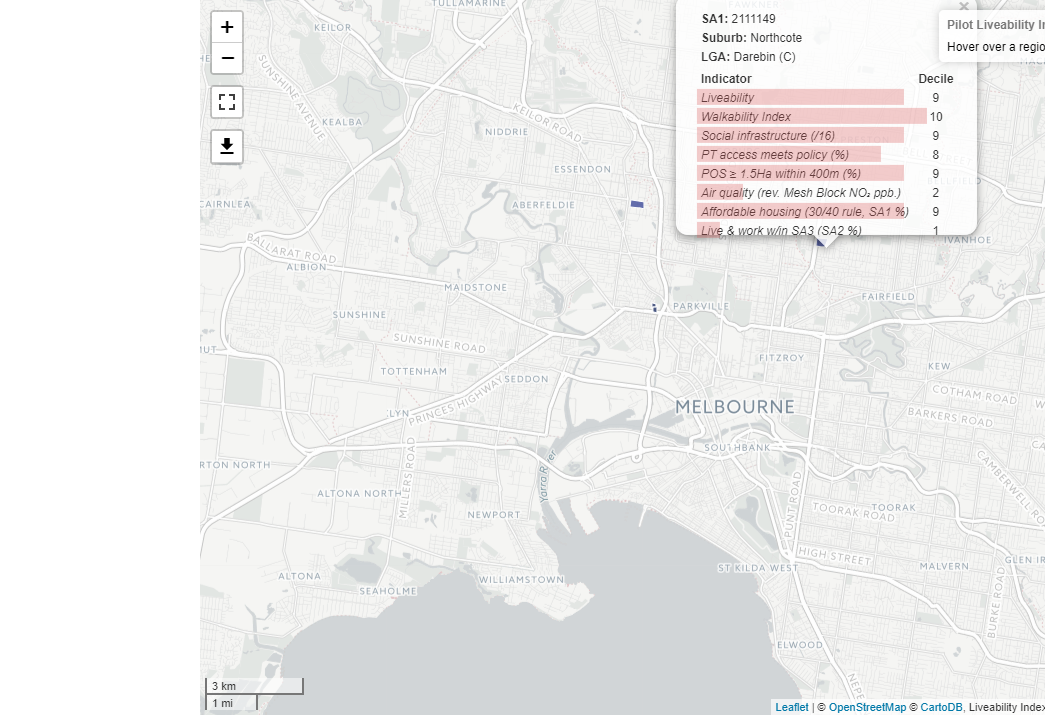 TULLAMARINE
KEILOR
SUNSHINE AVENUE
KEALBA
KEILOR ROAD
NIDDRIE
ESSENDON
ABERFELDIE
CAIRNLEA
BALLARAT ROAD
ALBION
MAIDSTONE
SUNSHINE
SUNSHINE ROAD
TOTTENHAM
SEDDON
PRINCES HIGHWAY
LYN
RTON NORTH
ALTONA NORTH
MILLERS ROAD
NEWPORT
Yarra River
ALTONA
SEAHOLME
WILLIAMSTOWN
PARKVILLE
FAIRFIELD
IVANHOE
FITZROY
KEW
COTHAM ROAD
BARKERS ROAD
MELBOURNE
SOUTHBANK
CAMBERWELL RO
PUNT ROAD
TOORAK ROAD
TOORAK
HIGH STREET
ST KILDA WEST
MALVERN
GLEN IR
BURKE ROAD
ELWOOD
NEPE
+
−
SA1: 2111149
Suburb: Northcote
LGA: Darebin (C)
Indicator Decile
Liveability 9
Walkability Index 10
Social infrastructure (/16) 9
PT access meets policy (%) 8
POS ≥ 1.5Ha within 400m (%) 9
Air quality (rev. Mesh Block NO₂ ppb.) 2
Affordable housing (30/40 rule, SA1 %) 9
Live & work w/in SA3 (SA2 %) 1
×
Pilot Liveability In
Hover over a regio
3 km
1 mi
Leaflet | © OpenStreetMap © CartoDB, Liveability Index